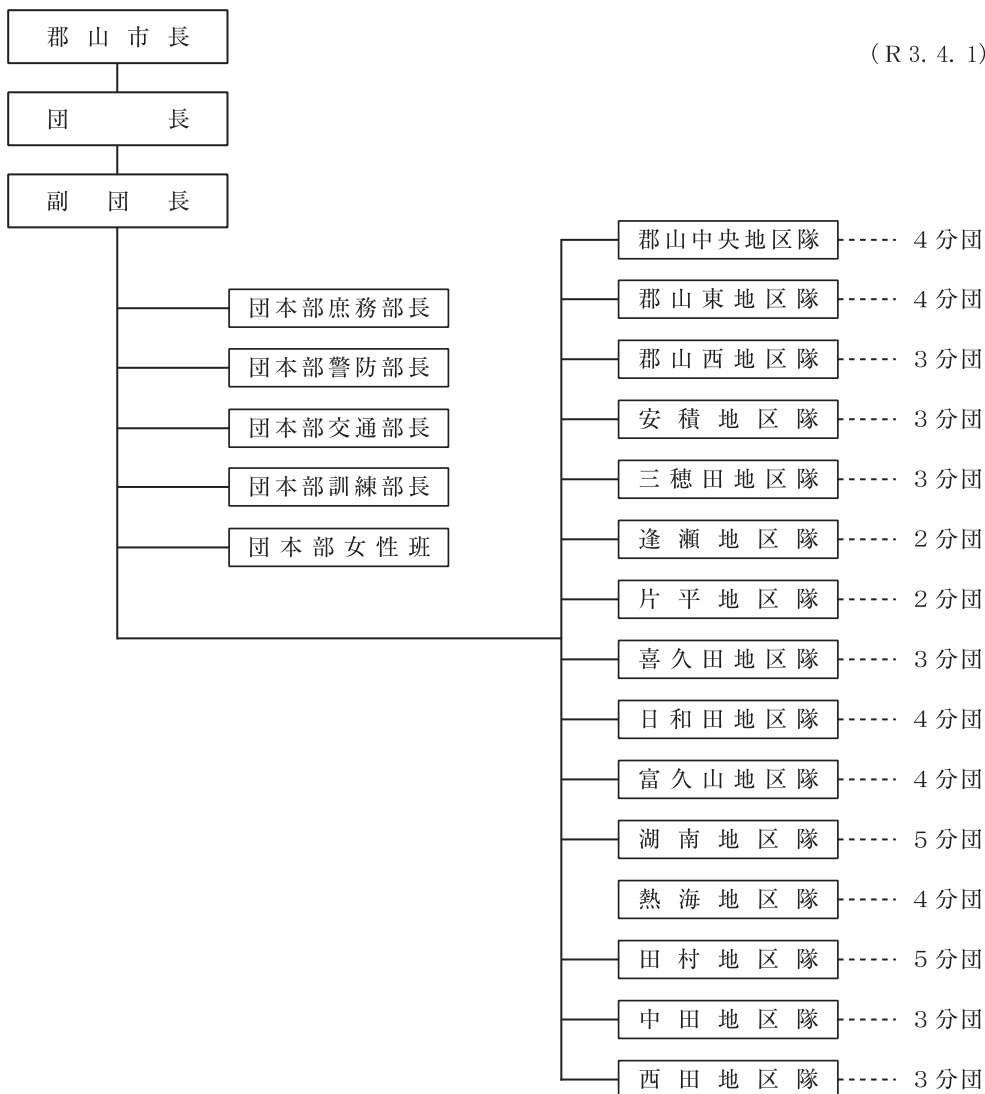 郡山市長
(R3.4.1)
団長
副団長
団本部庶務部長
団本部警防部長
団本部交通部長
団本部訓練部長
団本部女性班
郡山中央地区隊 4分団
郡山東地区隊 4分団
郡山西地区隊 3分団
安積地区隊 3分団
三穂田地区隊 3分団
逢瀬地区隊 2分団
片平地区隊 2分団
喜久田地区隊 3分団
日和田地区隊 4分団
富久山地区隊 4分団
湖南地区隊 5分団
熱海地区隊 4分団
田村地区隊 5分団
中田地区隊 3分団
西田地区隊 3分団